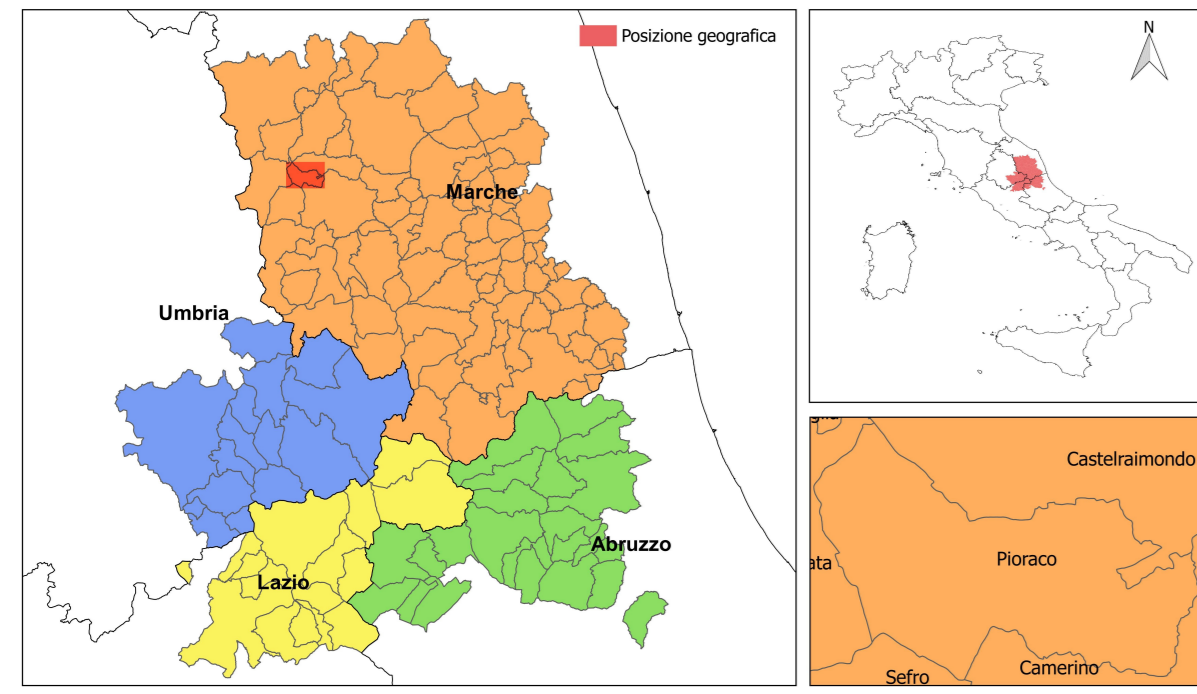 Posizione geografica
Marche
Umbria
Abruzzo
Lazio
N
Castelraimondo
Pioraco
ata
Sefro
Camerino